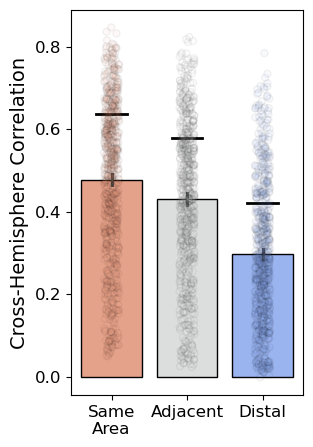 Cross-Hemisphere Correlation
0.8
0.6
0.4
0.2
0.0
Same
Area
Adjacent
Distal